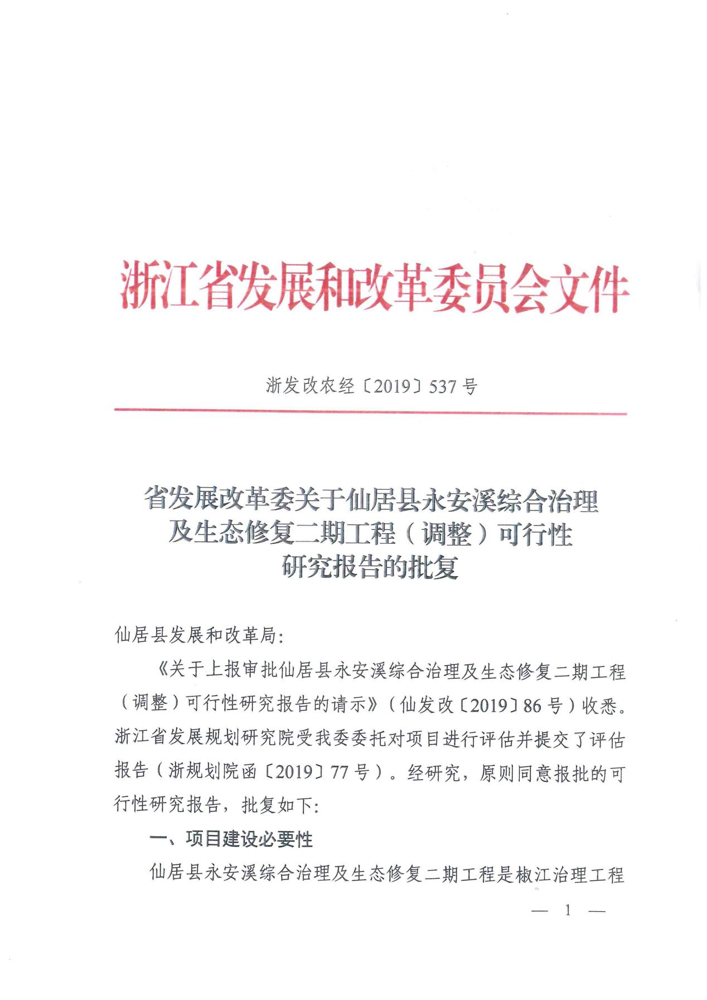 浙江省发展和改革委员会文件
浙发改农经〔2019〕537号
省发展改革委关于仙居县永安溪综合治理
及生态修复二期工程（调整）可行性
研究报告的批复
仙居县发展和改革局：
《关于上报审批仙居县永安溪综合治理及生态修复二期工程
（调整）可行性研究报告的请示》（仙发改〔2019〕86号）收悉。
浙江省发展规划研究院受我委委托对项目进行评估并提交了评估
报告（浙规划院函〔2019〕77号）。经研究，原则同意报批的可
行性研究报告，批复如下：
一、项目建设必要性
仙居县永安溪综合治理及生态修复二期工程是椒江治理工程
— 1 —